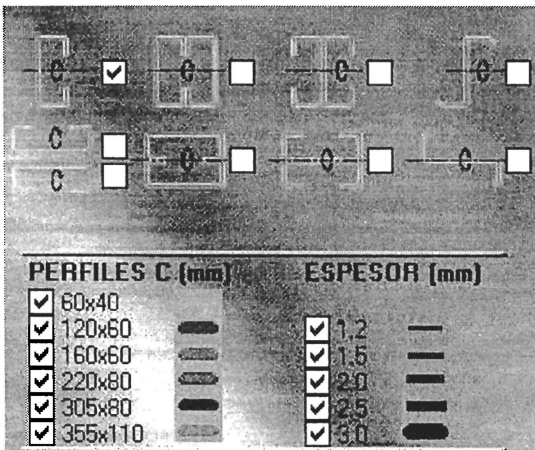 C C C C
C
C C C C
PERFILES C (mm) ESPESOR (mm)
60x40
120x60 1,2
160x60 1.5
220x80 2.0
305x80 2.5
355x110 3.0